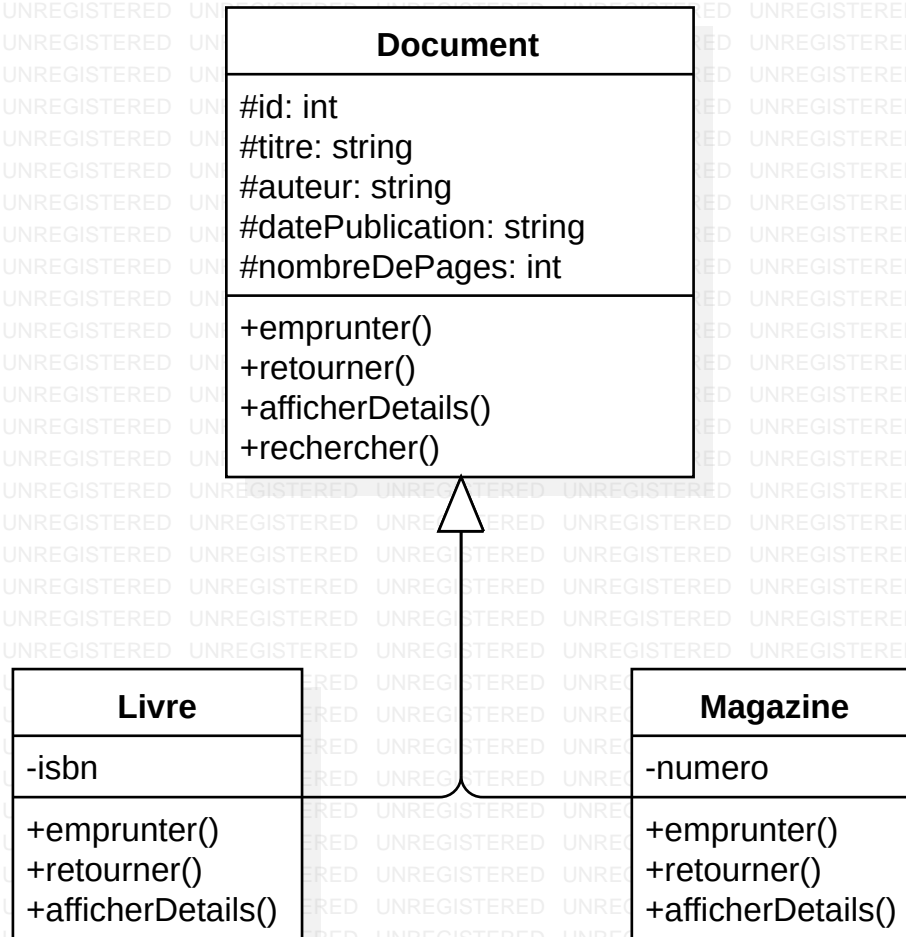 Document
#id: int
#titre: string
#auteur: string
#datePublication: string
#nombreDePages: int
+emprunter()
+retourner()
+afficherDetails()
+rechercher()
Livre
-isbn
+emprunter()
+retourner()
+afficherDetails()
Magazine
-numero
+emprunter()
+retourner()
+afficherDetails()
UNREGISTERED